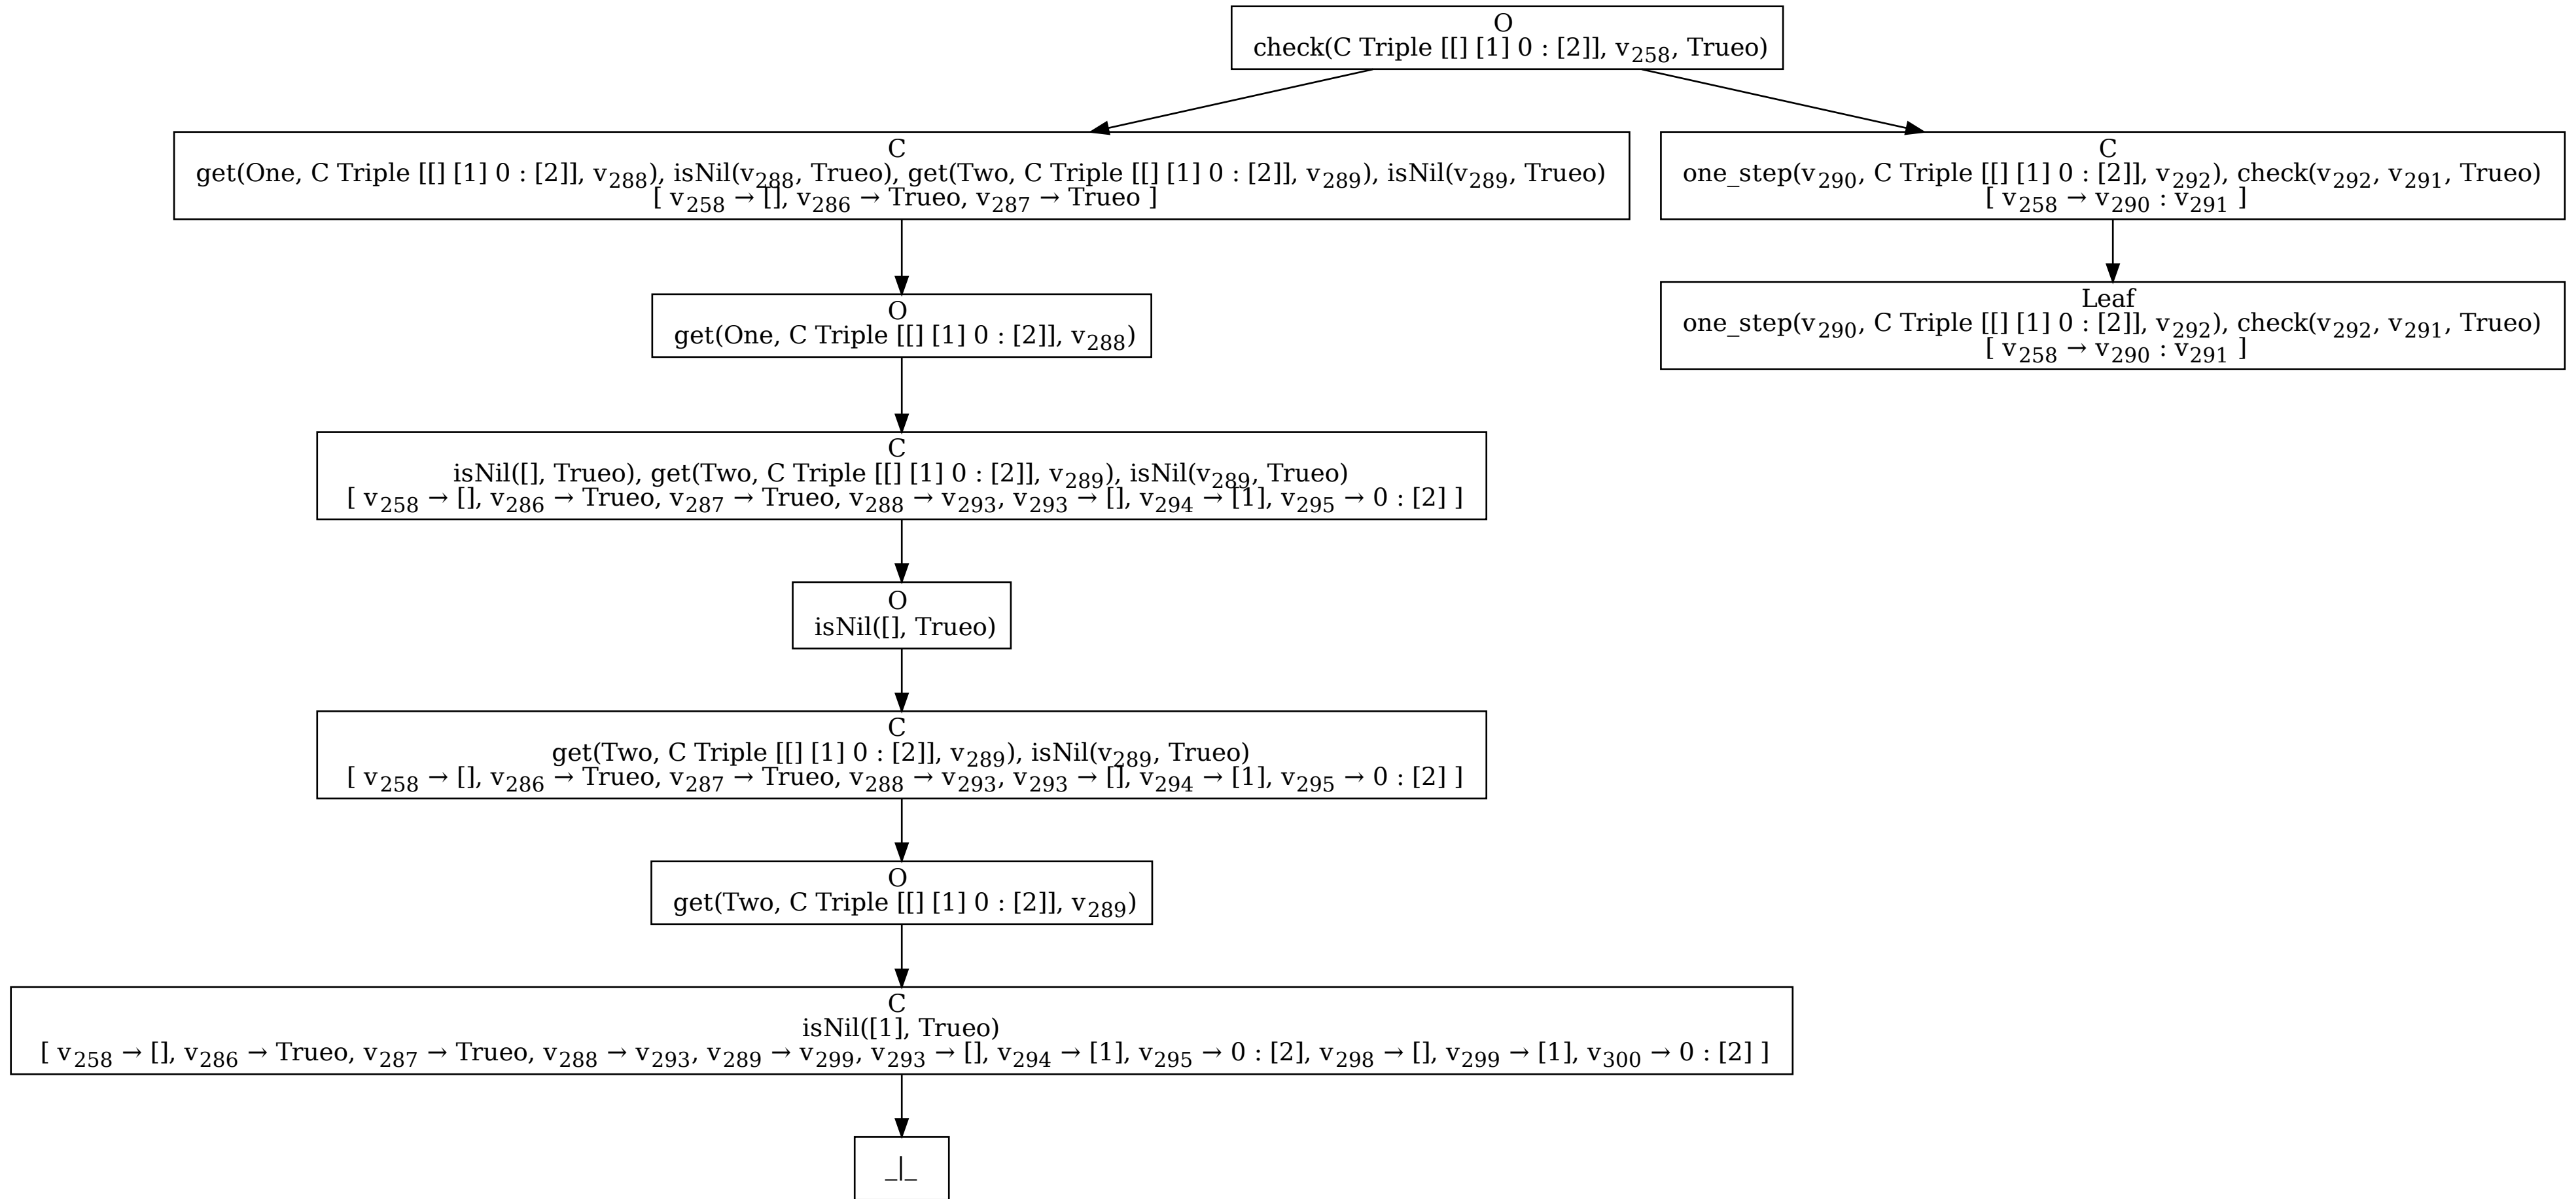 O
check(C Triple [[] [1] 0 : [2]], v258, Trueo)
C
get(One, C Triple [[] [1] 0 : [2]], v288), isNil(v288, Trueo), get(Two, C Triple [[] [1] 0 : [2]], v289), isNil(v289, Trueo)
[ v258 → [], v286 → Trueo, v287 → Trueo ]
C
one_step(v290, C Triple [[] [1] 0 : [2]], v292), check(v292, v291, Trueo)
[ v258 → v290 : v291 ]
O
get(One, C Triple [[] [1] 0 : [2]], v288)
Leaf
one_step(v290, C Triple [[] [1] 0 : [2]], v292), check(v292, v291, Trueo)
[ v258 → v290 : v291 ]
C
isNil([], Trueo), get(Two, C Triple [[] [1] 0 : [2]], v289), isNil(v289, Trueo)
[ v258 → [], v286 → Trueo, v287 → Trueo, v288 → v293, v293 → [], v294 → [1], v295 → 0 : [2] ]
O
isNil([], Trueo)
C
get(Two, C Triple [[] [1] 0 : [2]], v289), isNil(v289, Trueo)
[ v258 → [], v286 → Trueo, v287 → Trueo, v288 → v293, v293 → [], v294 → [1], v295 → 0 : [2] ]
O
get(Two, C Triple [[] [1] 0 : [2]], v289)
C
isNil([1], Trueo)
[ v258 → [], v286 → Trueo, v287 → Trueo, v288 → v293, v289 → v299, v293 → [], v294 → [1], v295 → 0 : [2], v298 → [], v299 → [1], v300 → 0 : [2] ]
_|_